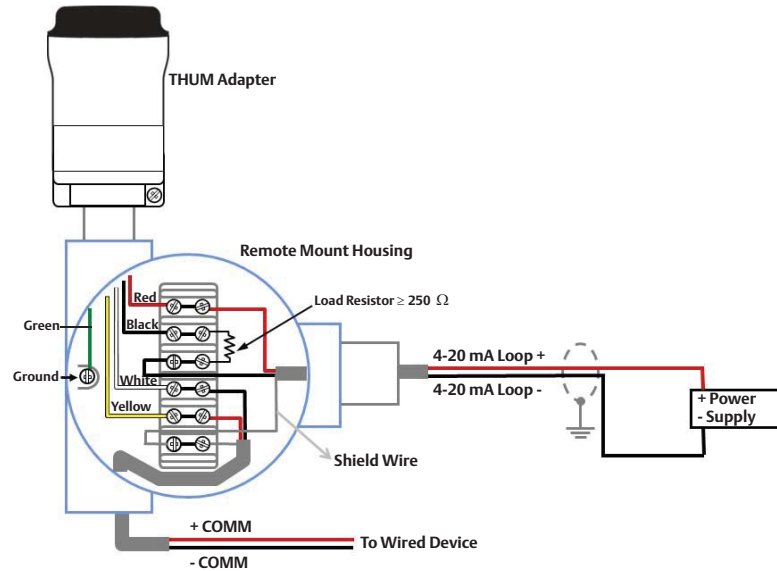 THUM Adapter
Remote Mount Housing
Red
Load Resistor ≥ 250 Ω
Green
Black
4-20 mA Loop +
Ground
White
4-20 mA Loop -
+ Power
- Supply
Yellow
Shield Wire
+ COMM
To Wired Device
- COMM